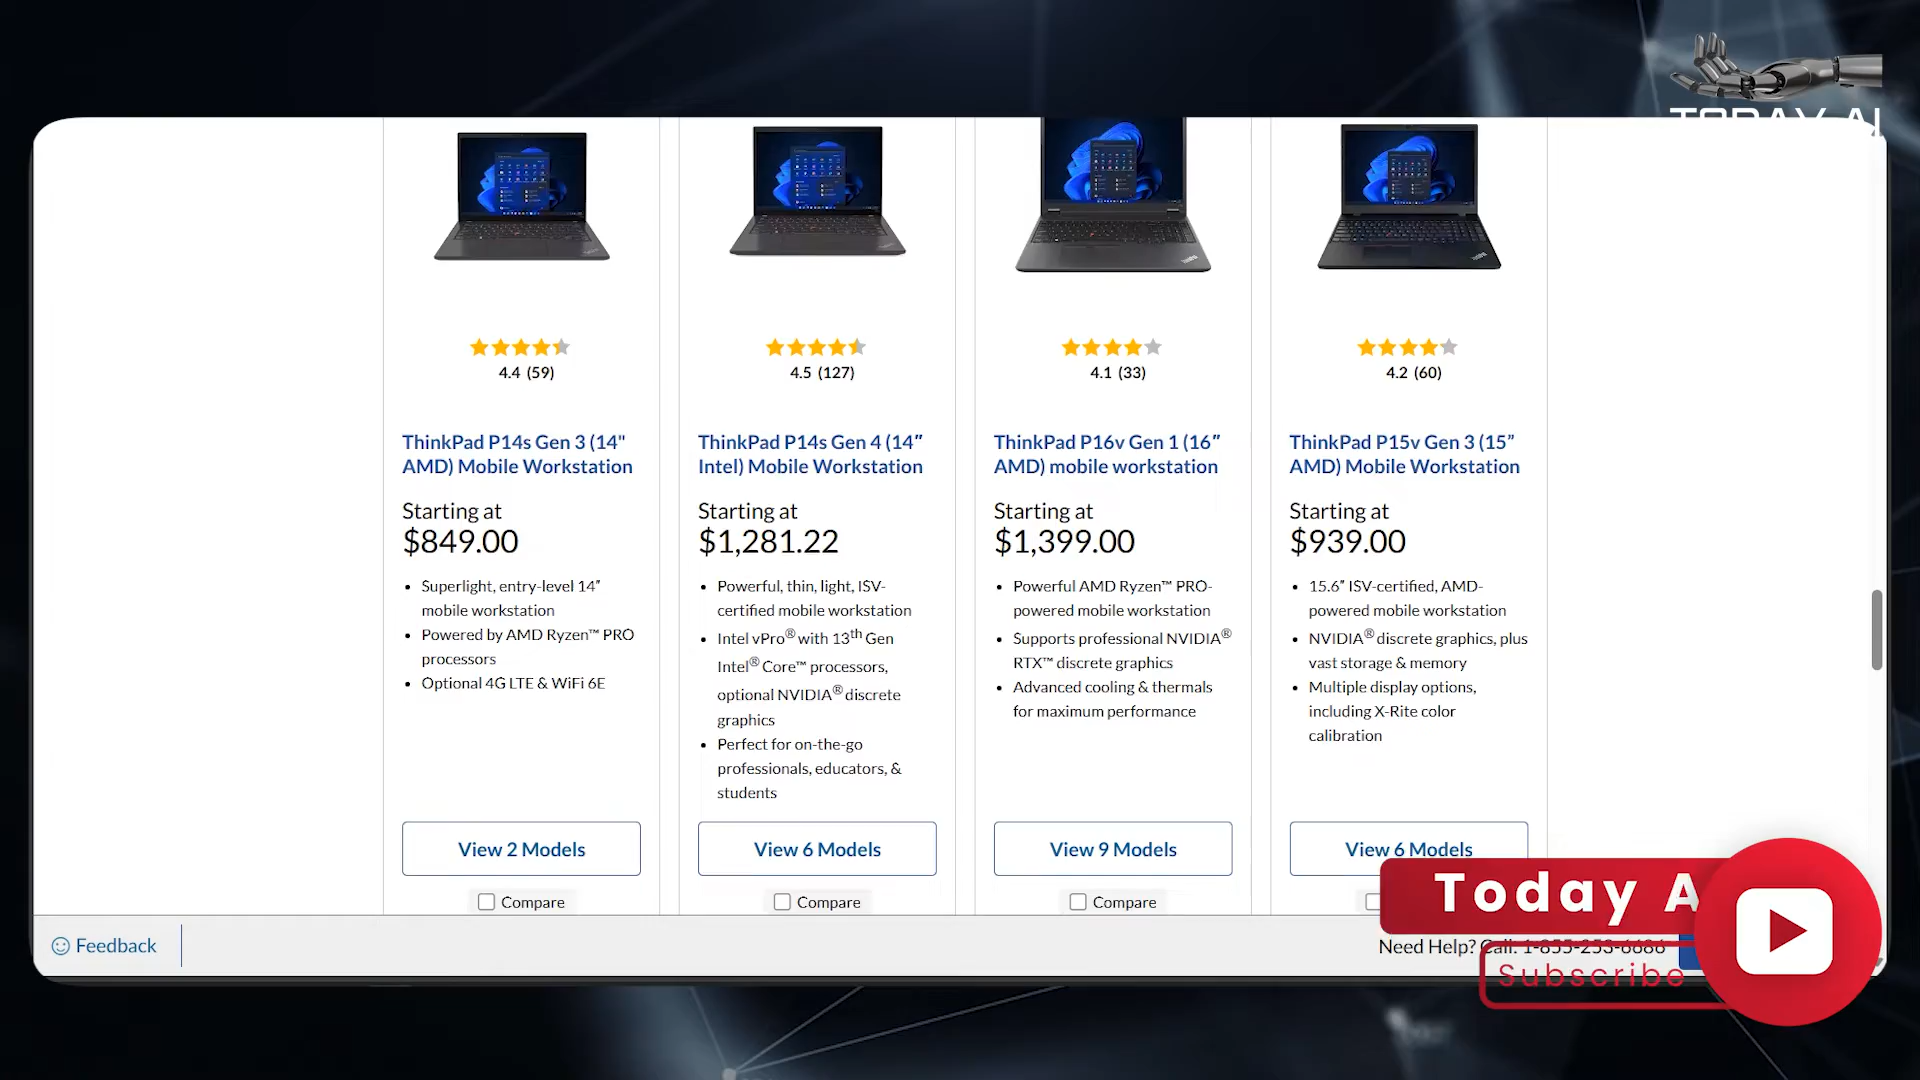 TODAY AI
4.4 (59)
4.5 (127)
4.1 (33)
4.2 (60)
ThinkPad P14s Gen 3 (14"
AMD) Mobile Workstation
Starting at
$849.00
• Superlight, entry-level 14”
mobile workstation
• Powered by AMD Ryzen™ PRO
processors
• Optional 4G LTE & WiFi 6E
View 2 Models
Compare
ThinkPad P14s Gen 4 (14”
Intel) Mobile Workstation
Starting at
$1,281.22
• Powerful, thin, light, ISV-
certified mobile workstation
• Intel vPro® with 13th Gen
Intel® Core™ processors,
optional NVIDIA® discrete
graphics
• Perfect for on-the-go
professionals, educators, &
students
View 6 Models
Compare
ThinkPad P16v Gen 1 (16”
AMD) mobile workstation
Starting at
$1,399.00
• Powerful AMD Ryzen™ PRO-
powered mobile workstation
• Supports professional NVIDIA®
RTX™ discrete graphics
• Advanced cooling & thermals
for maximum performance
View 9 Models
Compare
ThinkPad P15v Gen 3 (15”
AMD) Mobile Workstation
Starting at
$939.00
• 15.6” ISV-certified, AMD-
powered mobile workstation
• NVIDIA® discrete graphics, plus
vast storage & memory
• Multiple display options,
including X-Rite color
calibration
View 6 Models
Today A
Feedback
Need Help? Call: 1-855-253-6686
Subscribe